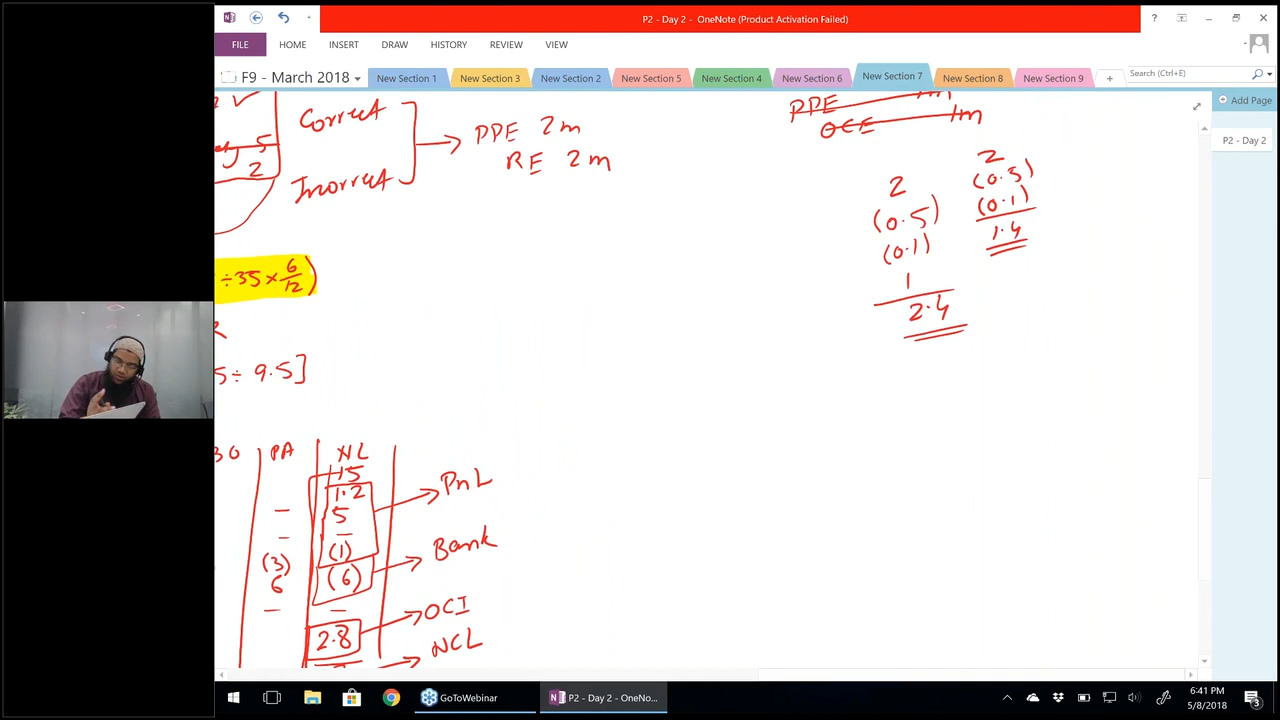 P2 - Day 2 - OneNote (Product Activation Failed)
FILE HOME INSERT DRAW HISTORY REVIEW VIEW
F9 - March 2018
New Section 1 New Section 3 New Section 2 New Section 5 New Section 4 New Section 6 New Section 7 New Section 8 New Section 9
Search (Ctrl+E)
Add Page
P2 - Day 2
Correct
Incorrect
5
2
PPE 2m
RE 2m
PPE 1m
OCE 1m
2
(0.5)
(0.1)
1
2.4
2
(0.5)
(0.1)
1.4
÷35 × 6/12)
5 ÷ 9.5]
PA NL
15
1.2
— 5
— —
(3) (1)
6 (6)
— —
2.8
PnL
Bank
OCI
NCL
GoToWebinar
P2 - Day 2 - OneNo...
6:41 PM
5/8/2018
3